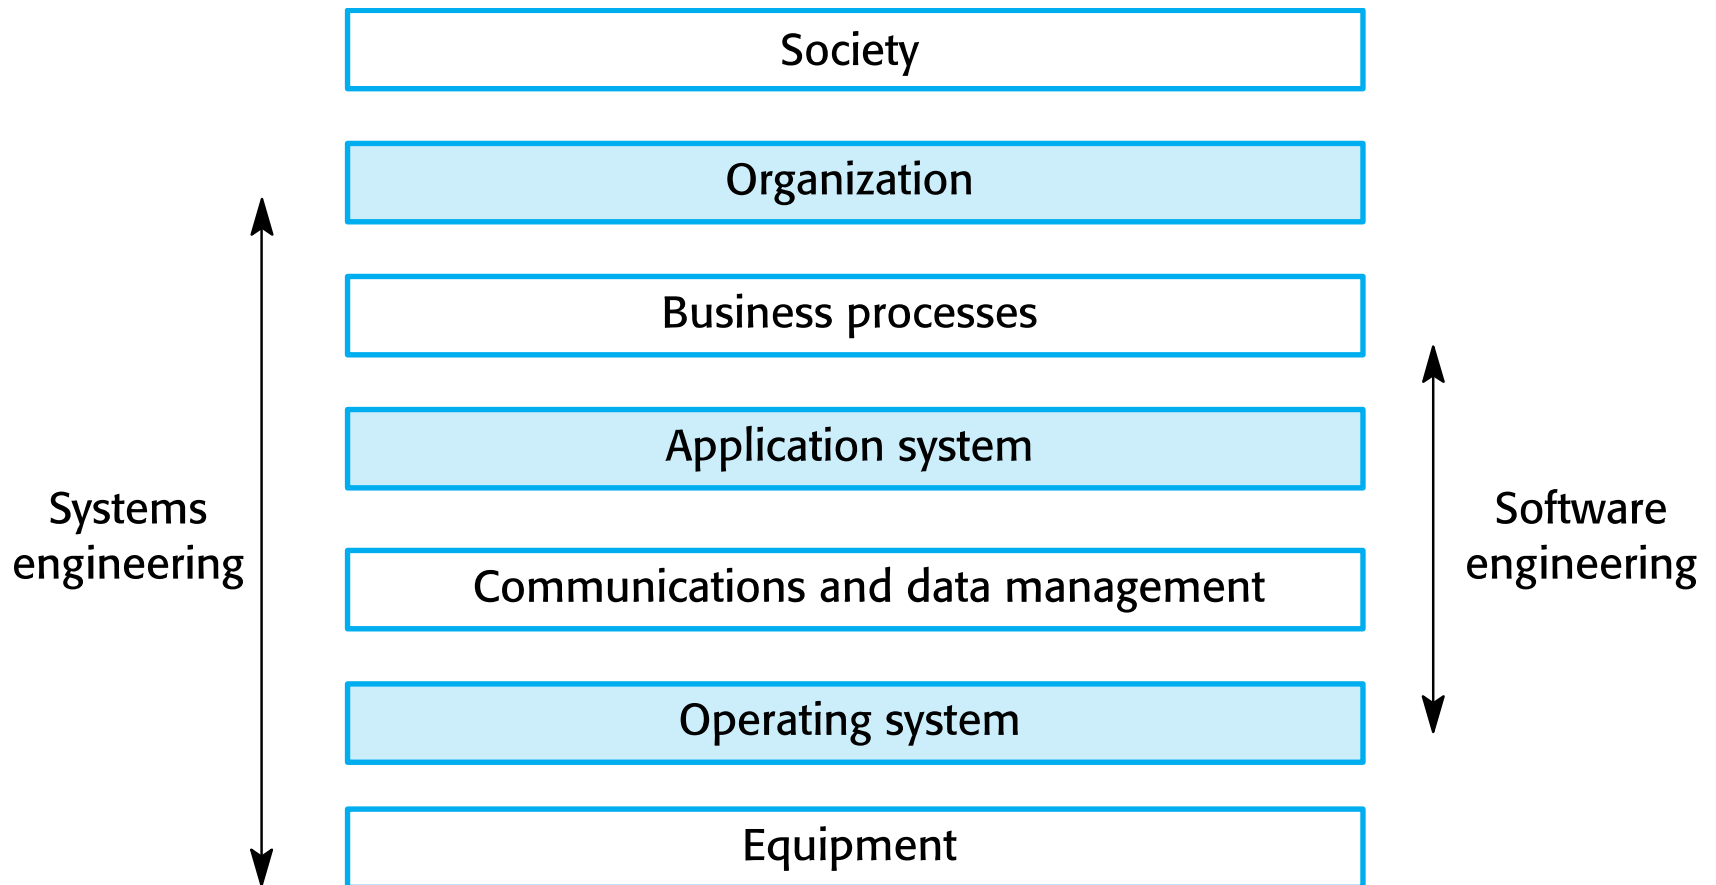 Society
Organization
Business processes
Application system
Systems
engineering
Software
engineering
Communications and data management
Operating system
Equipment